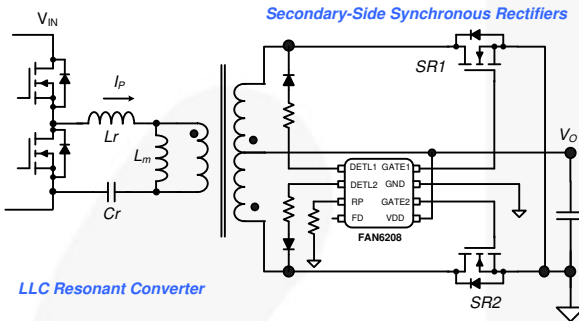 Secondary-Side Synchronous Rectifiers
VIN
SR1
IP
Lr
Lm
VO
DETL1 GATE1
DETL2 GND
RP GATE2
FD VDD
FAN6208
Cr
LLC Resonant Converter
SR2